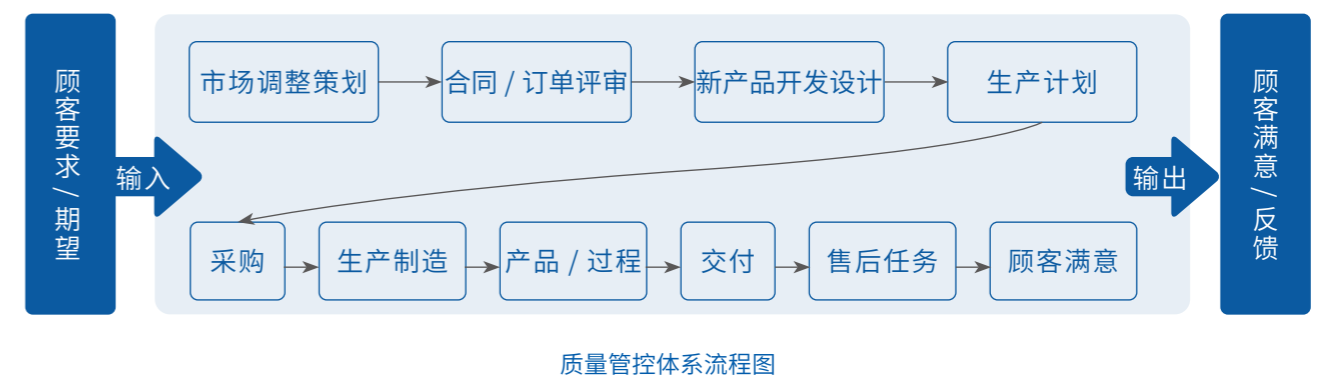 顾客要求/期望
输入
市场调整策划
合同 / 订单评审
新产品开发设计
生产计划
采购
生产制造
产品 / 过程
交付
售后任务
顾客满意
输出
顾客满意/反馈
质量管控体系流程图